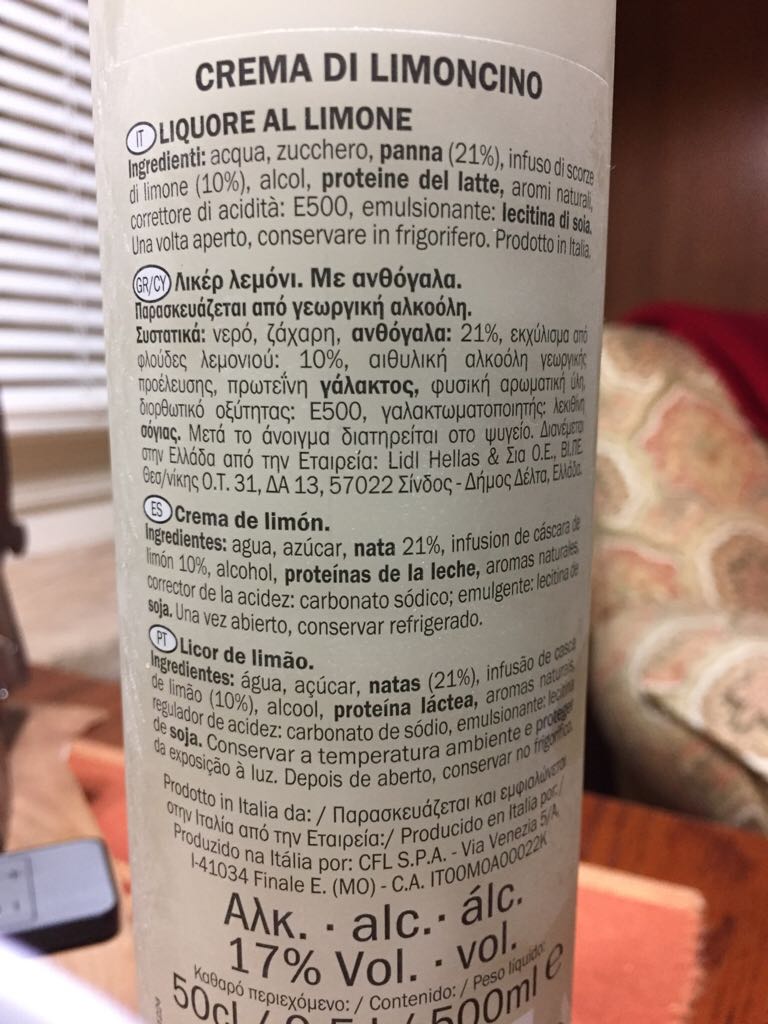 CREMA DI LIMONCINO
IT LIQUORE AL LIMONE
Ingredienti: acqua, zucchero, panna (21%), infuso di scorze
di limone (10%), alcol, proteine del latte, aromi naturali,
correttore di acidità: E500, emulsionante: lecitina di soia.
Una volta aperto, conservare in frigorifero. Prodotto in Italia.
GR/CY Λικέρ λεμόνι. Με ανθόγαλα.
Παρασκευάζεται από γεωργική αλκοόλη.
Συστατικά: νερό, ζάχαρη, ανθόγαλα: 21%, εκχύλισμα από
φλούδες λεμονιού: 10%, αιθυλική αλκοόλη γεωργικής
προέλευσης, πρωτεΐνη γάλακτος, φυσική αρωματική ύλη,
διορθωτικό οξύτητας: E500, γαλακτωματοποιητής: λεκιθίνη
σόγιας. Μετά το άνοιγμα διατηρείται στο ψυγείο. Διανέμεται
στην Ελλάδα από την Εταιρεία: Lidl Hellas & Σια Ο.Ε., ΒΙ.ΠΕ.
Θεσ/νίκης Ο.Τ. 31, ΔΑ 13, 57022 Σίνδος - Δήμος Δέλτα, Ελλάδα.
ES Crema de limón.
Ingredientes: agua, azúcar, nata 21%, infusion de cáscara de
limón 10%, alcohol, proteínas de la leche, aromas naturales,
corrector de la acidez: carbonato sódico; emulgente: lecitina de
soja. Una vez abierto, conservar refrigerado.
PT Licor de limão.
Ingredientes: água, açúcar, natas (21%), infusão de casca
de limão (10%), alcool, proteína láctea, aromas naturais,
regulador de acidez: carbonato de sódio, emulsionante: lecitina
de soja. Conservar a temperatura ambiente e proteger
da exposição à luz. Depois de aberto, conservar no frigorífico.
Prodotto in Italia da: / Παρασκευάζεται και εμφιαλώνεται
στην Ιταλία από την Εταιρεία:/ Producido en Italia por:/
Produzido na Itália por: CFL S.P.A. - Via Venezia 5/A,
I-41034 Finale E. (MO) - C.A. IT00M0A00022K
Αλκ. · alc.· álc.
17% Vol. · vol.
Καθαρό περιεχόμενο: / Contenido: / Peso líquido:
50cl / 0,5 l / 500ml e